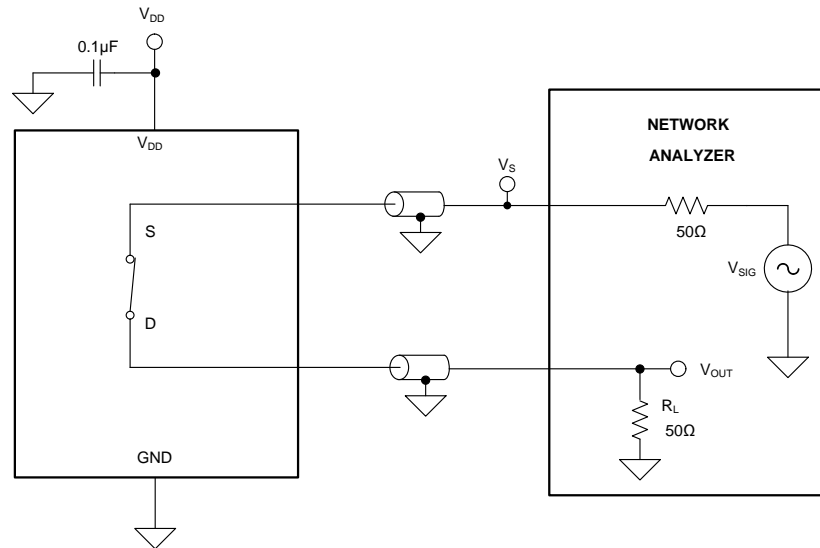 V_DD
0.1µF
V_DD
NETWORK
ANALYZER
V_S
S
50Ω
V_SIG
D
V_OUT
R_L
50Ω
GND